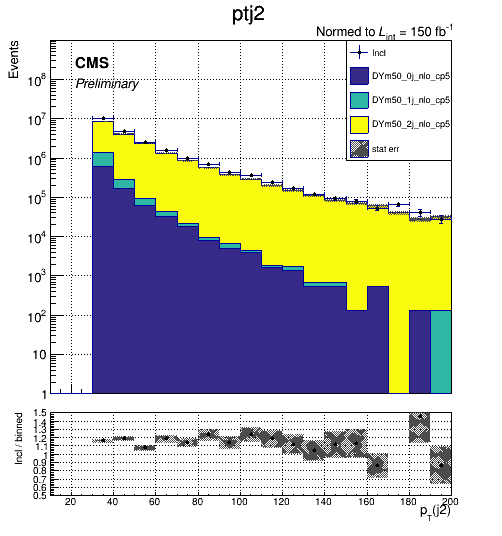 ptj2
Normed to L_int = 150 fb^-1
Events
CMS
Preliminary
Incl
DYm50_0j_nlo_cp5
DYm50_1j_nlo_cp5
DYm50_2j_nlo_cp5
stat err
10^8
10^7
10^6
10^5
10^4
10^3
10^2
10
1
Incl / binned
1.5
1.4
1.3
1.2
1.1
1
0.9
0.8
0.7
0.6
0.5
20 40 60 80 100 120 140 160 180 200
p_T(j2)